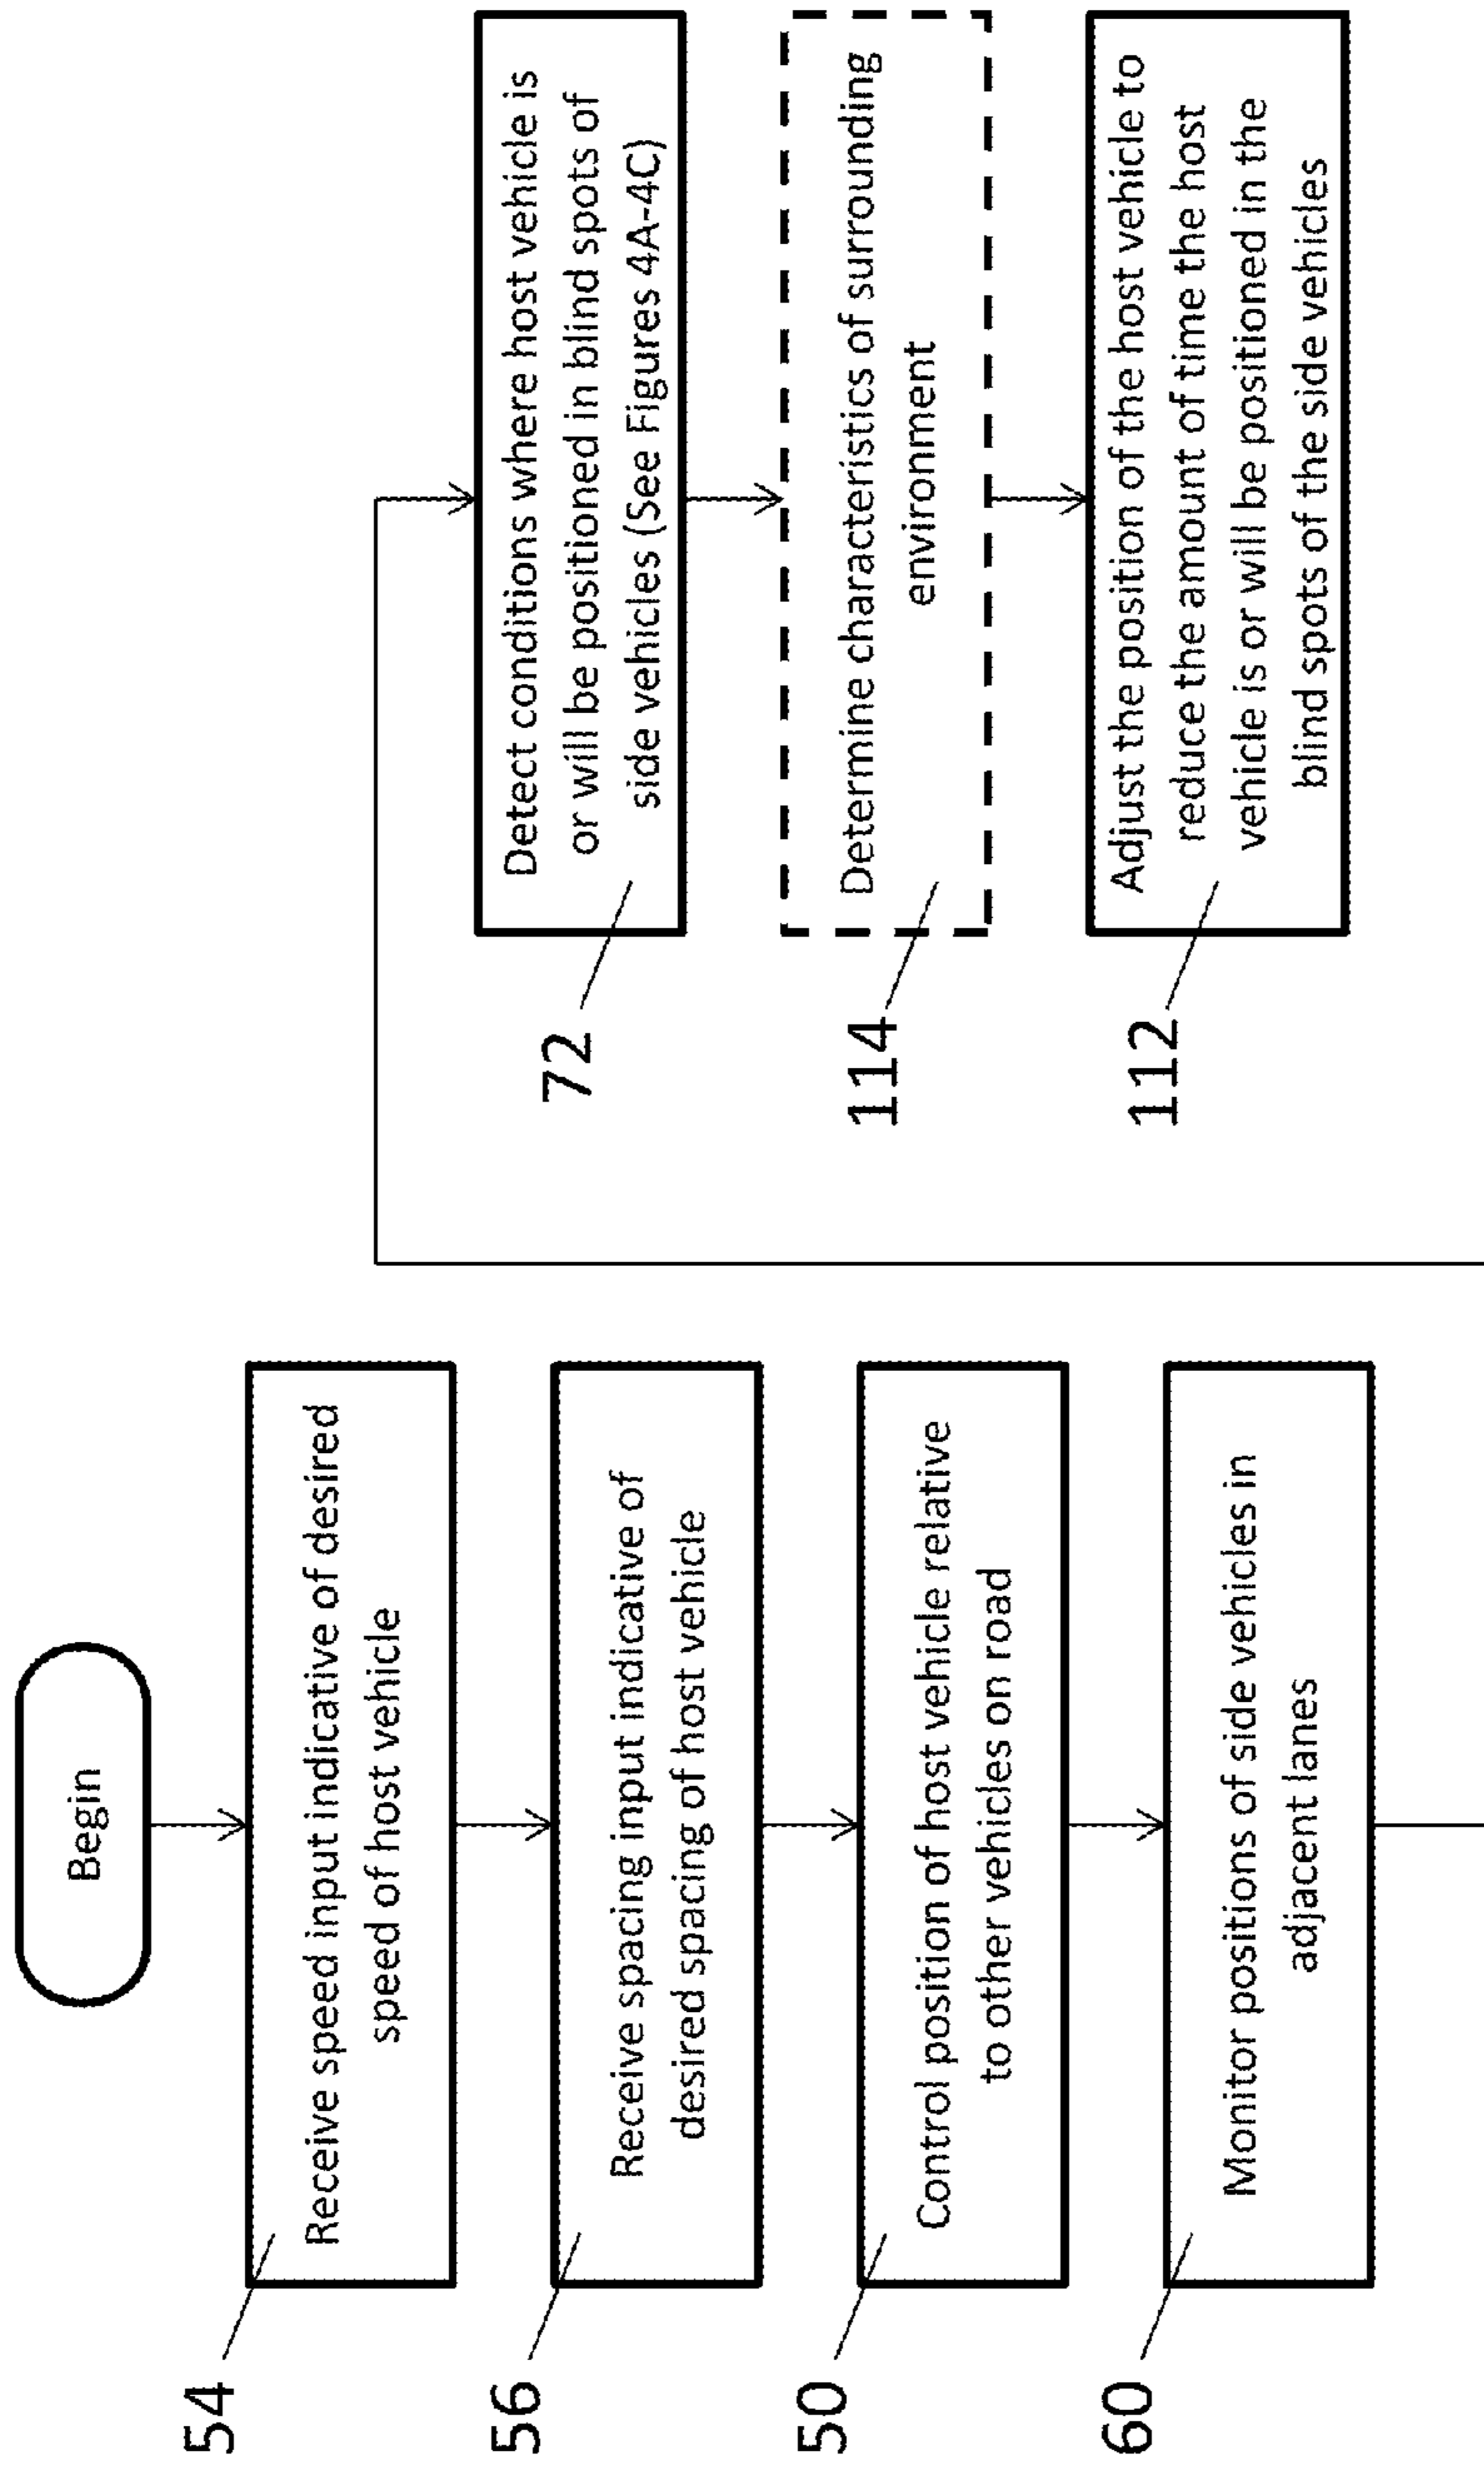 Begin
54
Receive speed input indicative of desired
speed of host vehicle
56
Receive spacing input indicative of
desired spacing of host vehicle
50
Control position of host vehicle relative
to other vehicles on road
60
Monitor positions of side vehicles in
adjacent lanes
72
Detect conditions where host vehicle is
or will be positioned in blind spots of
side vehicles (See Figures 4A-4C)
114
Determine characteristics of surrounding
environment
112
Adjust the position of the host vehicle to
reduce the amount of time the host
vehicle is or will be positioned in the
blind spots of the side vehicles